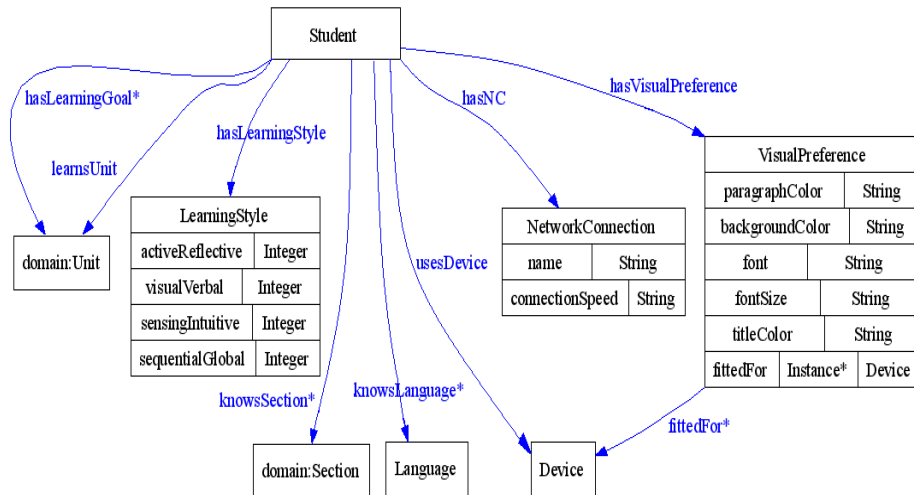 Student
hasLearningGoal*
learnsUnit
hasLearningStyle
hasNC
hasVisualPreference
domain:Unit
LearningStyle
activeReflective Integer
visualVerbal Integer
sensingIntuitive Integer
sequentialGlobal Integer
usesDevice
NetworkConnection
name String
connectionSpeed String
VisualPreference
paragraphColor String
backgroundColor String
font String
fontSize String
titleColor String
fittedFor Instance* Device
knowsSection*
knowsLanguage*
fittedFor*
domain:Section
Language
Device